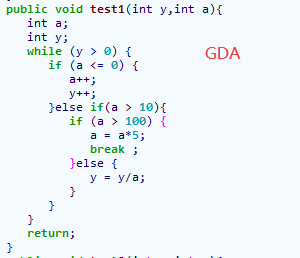 public void test1(int y,int a){
int a;
int y;
while (y > 0) {
GDA
if (a <= 0) {
a++;
y++;
}else if(a > 10){
if (a > 100) {
a = a*5;
break ;
}else {
y = y/a;
}
}
}
return;
}